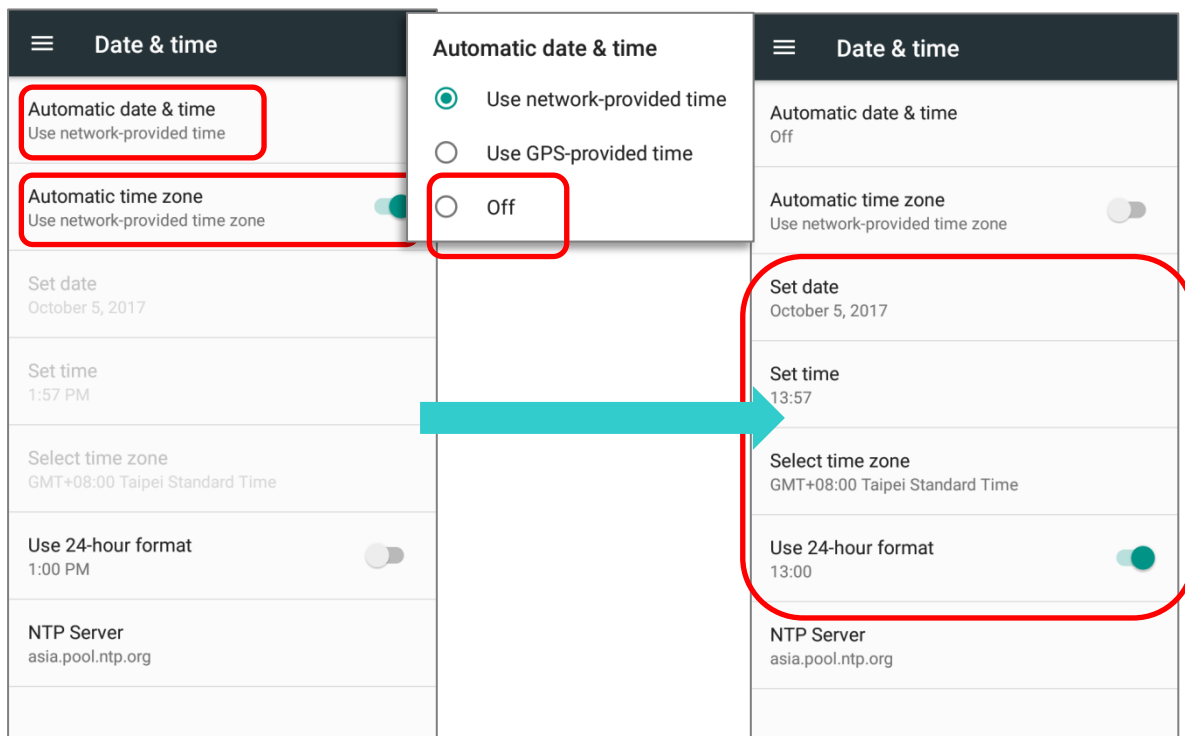 Date & time
Automatic date & time
Use network-provided time
Automatic time zone
Use network-provided time zone
Set date
October 5, 2017
Set time
1:57 PM
Select time zone
GMT+08:00 Taipei Standard Time
Use 24-hour format
1:00 PM
NTP Server
asia.pool.ntp.org
Automatic date & time
Use network-provided time
Use GPS-provided time
Off
Date & time
Automatic date & time
Off
Automatic time zone
Use network-provided time zone
Set date
October 5, 2017
Set time
13:57
Select time zone
GMT+08:00 Taipei Standard Time
Use 24-hour format
13:00
NTP Server
asia.pool.ntp.org